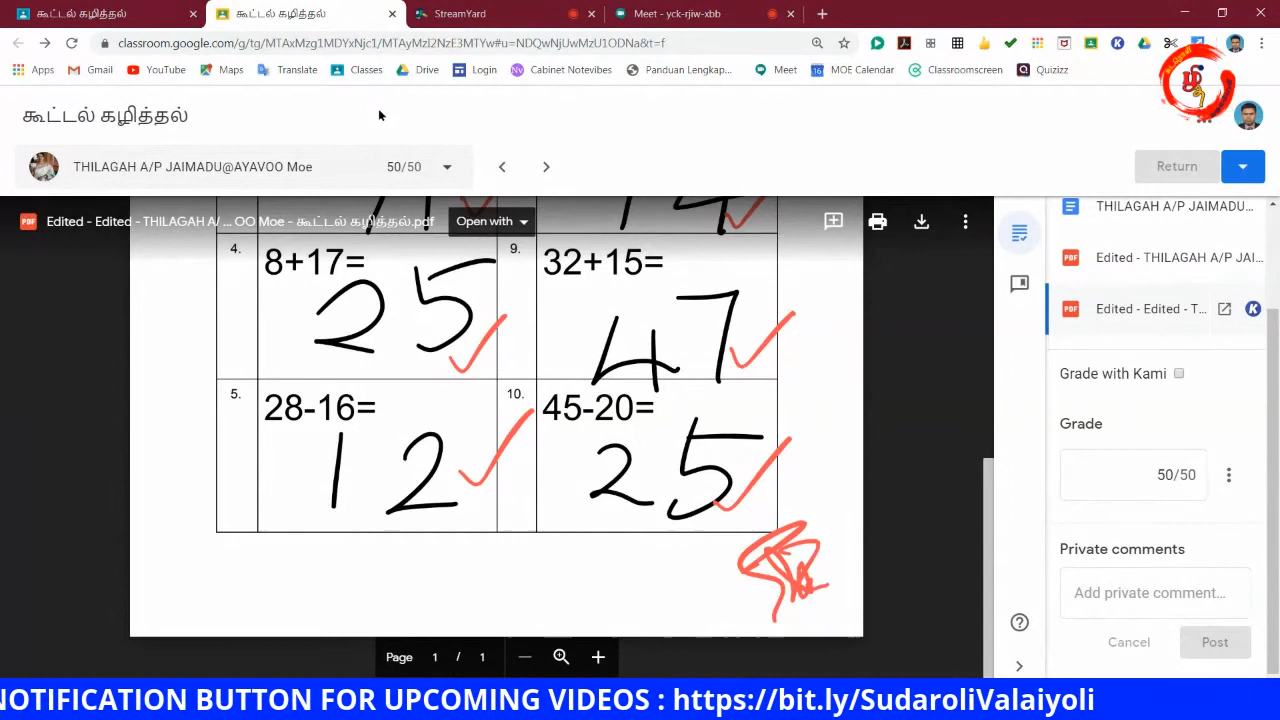 கூட்டல் கழித்தல்
கூட்டல் கழித்தல்
StreamYard
Meet - yck-rjiw-xbb
classroom.google.com/g/tg/MTAxMzg1MDYxNjc1/MTAyMzI2NzE3MTYw#u=NDQwNjUwMzU1ODNa&t=f
Apps Gmail YouTube Maps Translate Classes Drive Login Cabinet Notevibes Panduan Lengkap... Meet MOE Calendar Classroomscreen Quizizz
கூட்டல் கழித்தல்
THILAGAH A/P JAIMADU@AYAVOO Moe 50/50
Return
Edited - Edited - THILAGAH A/ ... OO Moe - கூட்டல் கழித்தல்.pdf Open with
THILAGAH A/P JAIMADU...
Edited - THILAGAH A/P JAI...
Edited - Edited - T...
14
4. 8+17= 9. 32+15=
25 47
5. 28-16= 10. 45-20=
12 25
Grade with Kami
Grade
50/50
Private comments
Add private comment...
Cancel Post
Page 1 / 1
NOTIFICATION BUTTON FOR UPCOMING VIDEOS : https://bit.ly/SudaroliValaiyoli